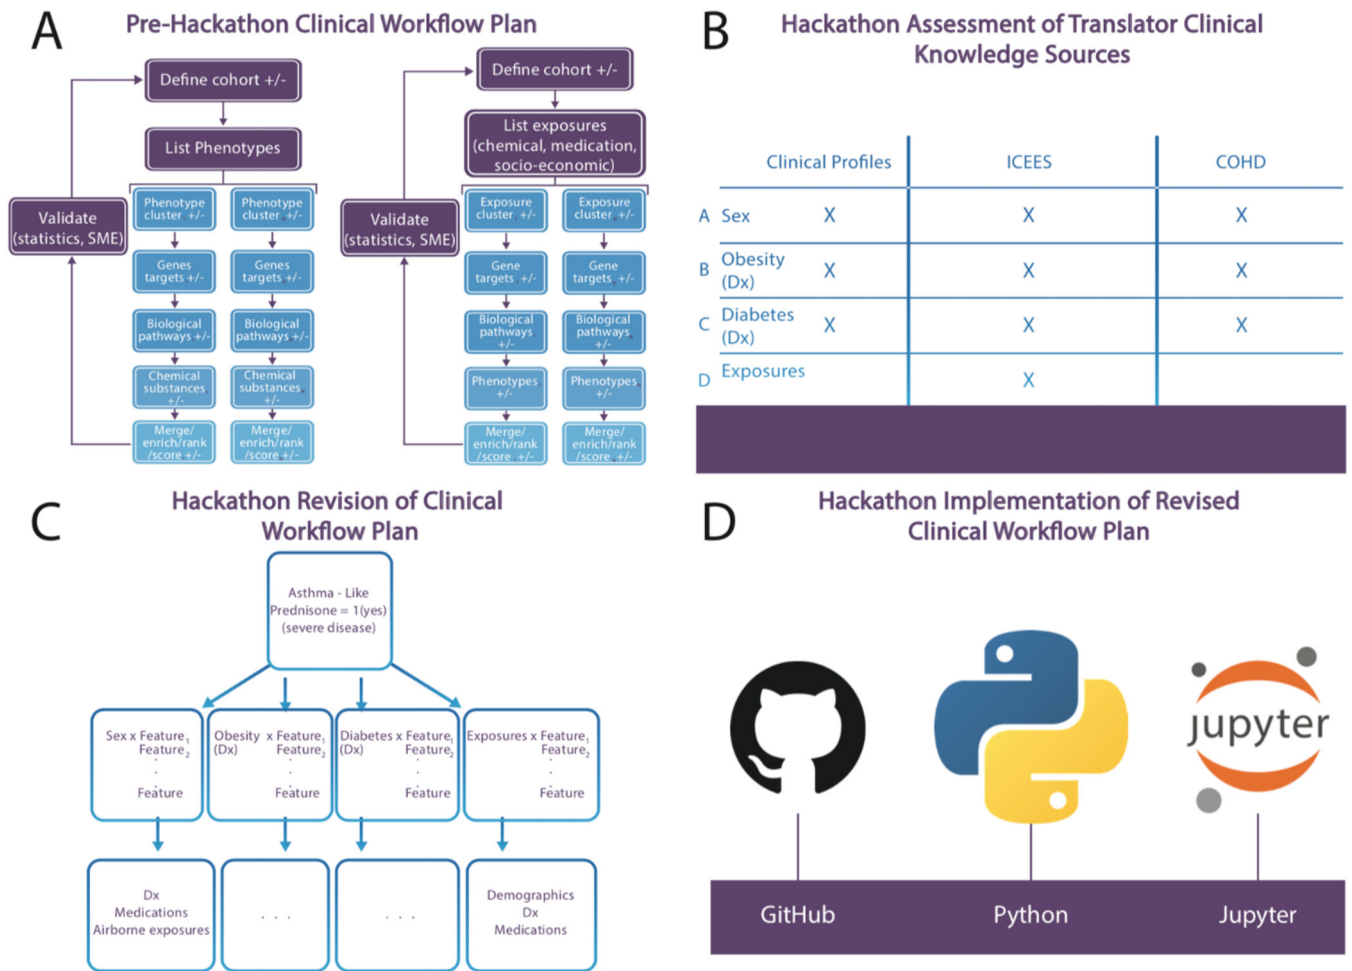 A
Pre-Hackathon Clinical Workflow Plan
Define cohort +/-
List Phenotypes
Validate
(statistics, SME)
Phenotype
cluster +/-
Phenotype
cluster +/-
Genes
targets +/-
Genes
targets +/-
Biological
pathways +/-
Biological
pathways +/-
Chemical
substances
+/-
Chemical
substances
+/-
Merge/
enrich/rank
/score +/-
Merge/
enrich/rank
/score +/-
Define cohort +/-
List exposures
(chemical, medication,
socio-economic)
Validate
(statistics, SME)
Exposure
cluster +/-
Exposure
cluster +/-
Gene
targets +/-
Gene
targets +/-
Biological
pathways
+/-
Biological
pathways
+/-
Phenotypes
+/-
Phenotypes
+/-
Merge/
enrich/rank
/score +/-
Merge/
enrich/rank
/score +/-
B
Hackathon Assessment of Translator Clinical
Knowledge Sources
Clinical Profiles ICEES COHD
A Sex X X X
B Obesity
(Dx) X X X
C Diabetes
(Dx) X X X
D Exposures X
C
Hackathon Revision of Clinical
Workflow Plan
Asthma - Like
Prednisone = 1(yes)
(severe disease)
Sex x Feature1
Feature2
.
.
.
Feature
Obesity x Feature1
(Dx) Feature2
.
.
.
Feature
Diabetes x Feature1
(Dx) Feature2
.
.
.
Feature
Exposures x Feature1
Feature2
.
.
.
Feature
Dx
Medications
Airborne exposures
. . .
. . .
Demographics
Dx
Medications
D
Hackathon Implementation of Revised
Clinical Workflow Plan
jupyter
GitHub
Python
Jupyter